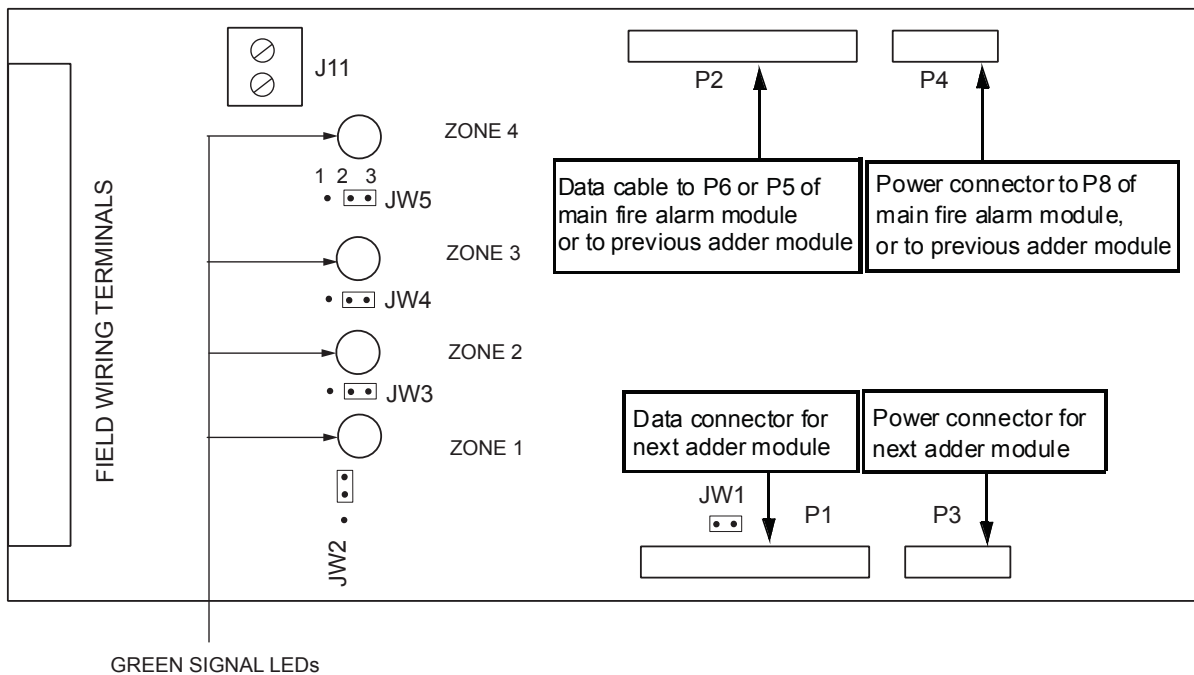 J11
P2
P4
ZONE 4
1 2 3
JW5
Data cable to P6 or P5 of
main fire alarm module
or to previous adder module
Power connector to P8 of
main fire alarm module,
or to previous adder module
FIELD WIRING TERMINALS
ZONE 3
JW4
ZONE 2
JW3
ZONE 1
Data connector for
next adder module
Power connector for
next adder module
JW1
P1
P3
JW2
GREEN SIGNAL LEDs